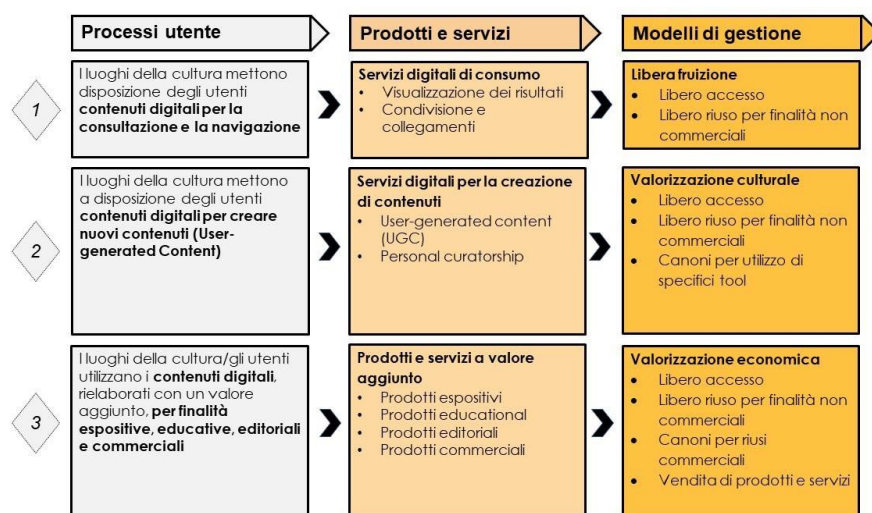 Processi utente
Prodotti e servizi
Modelli di gestione
1
I luoghi della cultura mettono
disposizione degli utenti
contenuti digitali per la
consultazione e la navigazione
Servizi digitali di consumo
• Visualizzazione dei risultati
• Condivisione e
collegamenti
Libera fruizione
• Libero accesso
• Libero riuso per finalità non
commerciali
2
I luoghi della cultura mettono
a disposizione degli utenti
contenuti digitali per creare
nuovi contenuti (User-
generated Content)
Servizi digitali per la creazione
di contenuti
• User-generated content
(UGC)
• Personal curatorship
Valorizzazione culturale
• Libero accesso
• Libero riuso per finalità non
commerciali
• Canoni per utilizzo di
specifici tool
3
I luoghi della cultura/gli utenti
utilizzano i contenuti digitali,
rielaborati con un valore
aggiunto, per finalità
espositive, educative, editoriali
e commerciali
Prodotti e servizi a valore
aggiunto
• Prodotti espositivi
• Prodotti educational
• Prodotti editoriali
• Prodotti commerciali
Valorizzazione economica
• Libero accesso
• Libero riuso per finalità non
commerciali
• Canoni per riusi
commerciali
• Vendita di prodotti e servizi